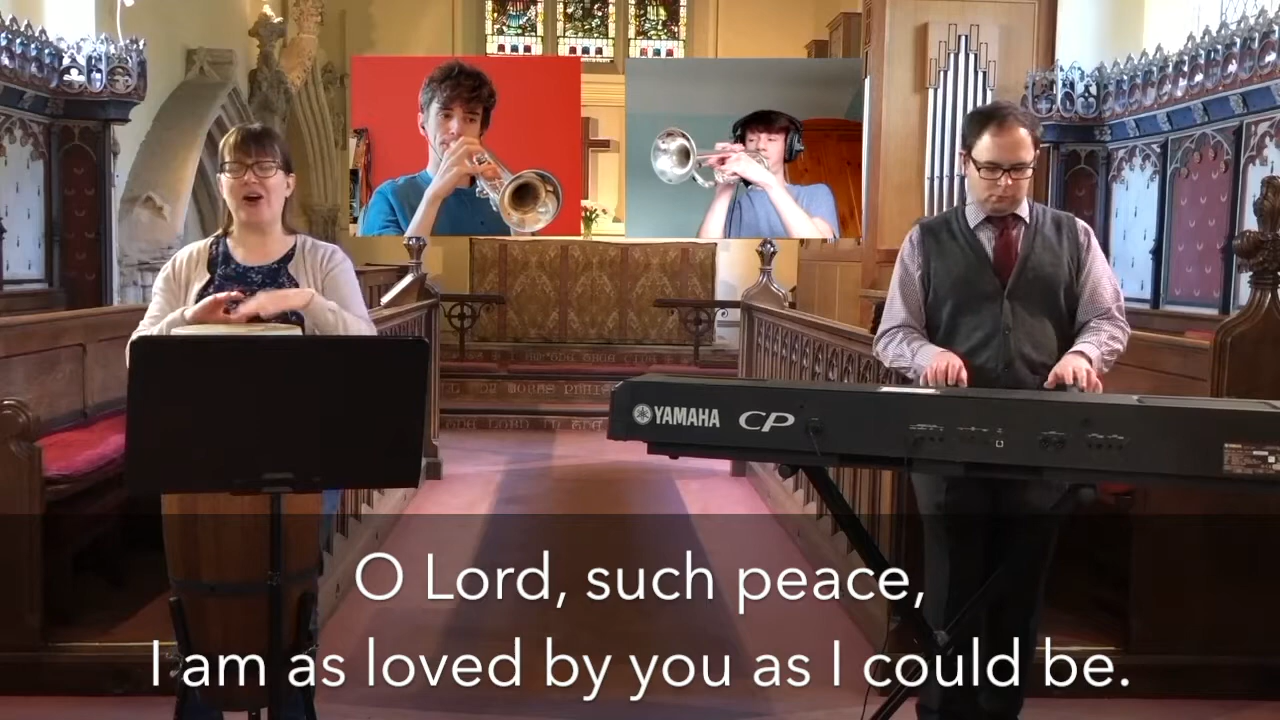 YAMAHA CP
O Lord, such peace,
I am as loved by you as I could be.